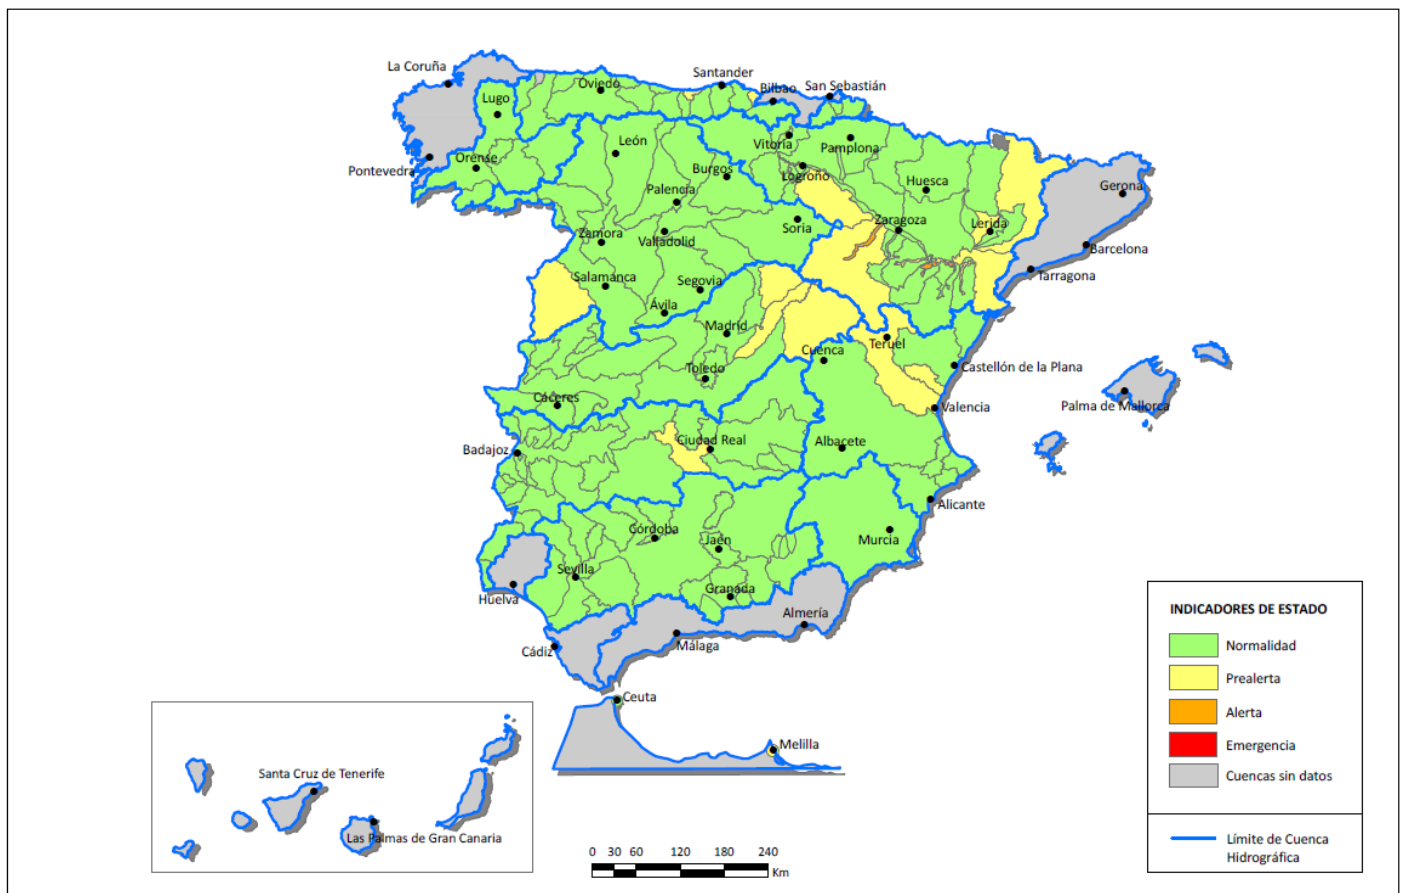 La Coruña
Lugo
Oviedo
Santander
Bilbao
San Sebastián
Pontevedra
Orense
León
Burgos
Vitoria
Pamplona
Logroño
Huesca
Gerona
Palencia
Zamora
Valladolid
Soria
Zaragoza
Lerida
Barcelona
Tarragona
Salamanca
Segovia
Ávila
Madrid
Teruel
Cuenca
Castellón de la Plana
Toledo
Cáceres
Valencia
Palma de Mallorca
Badajoz
Ciudad Real
Albacete
Alicante
Córdoba
Jaén
Murcia
Sevilla
Huelva
Granada
Almería
Cádiz
Málaga
Ceuta
Melilla
Santa Cruz de Tenerife
Las Palmas de Gran Canaria
0 30 60 120 180 240
Km
INDICADORES DE ESTADO
Normalidad
Prealerta
Alerta
Emergencia
Cuencas sin datos
Límite de Cuenca
Hidrográfica